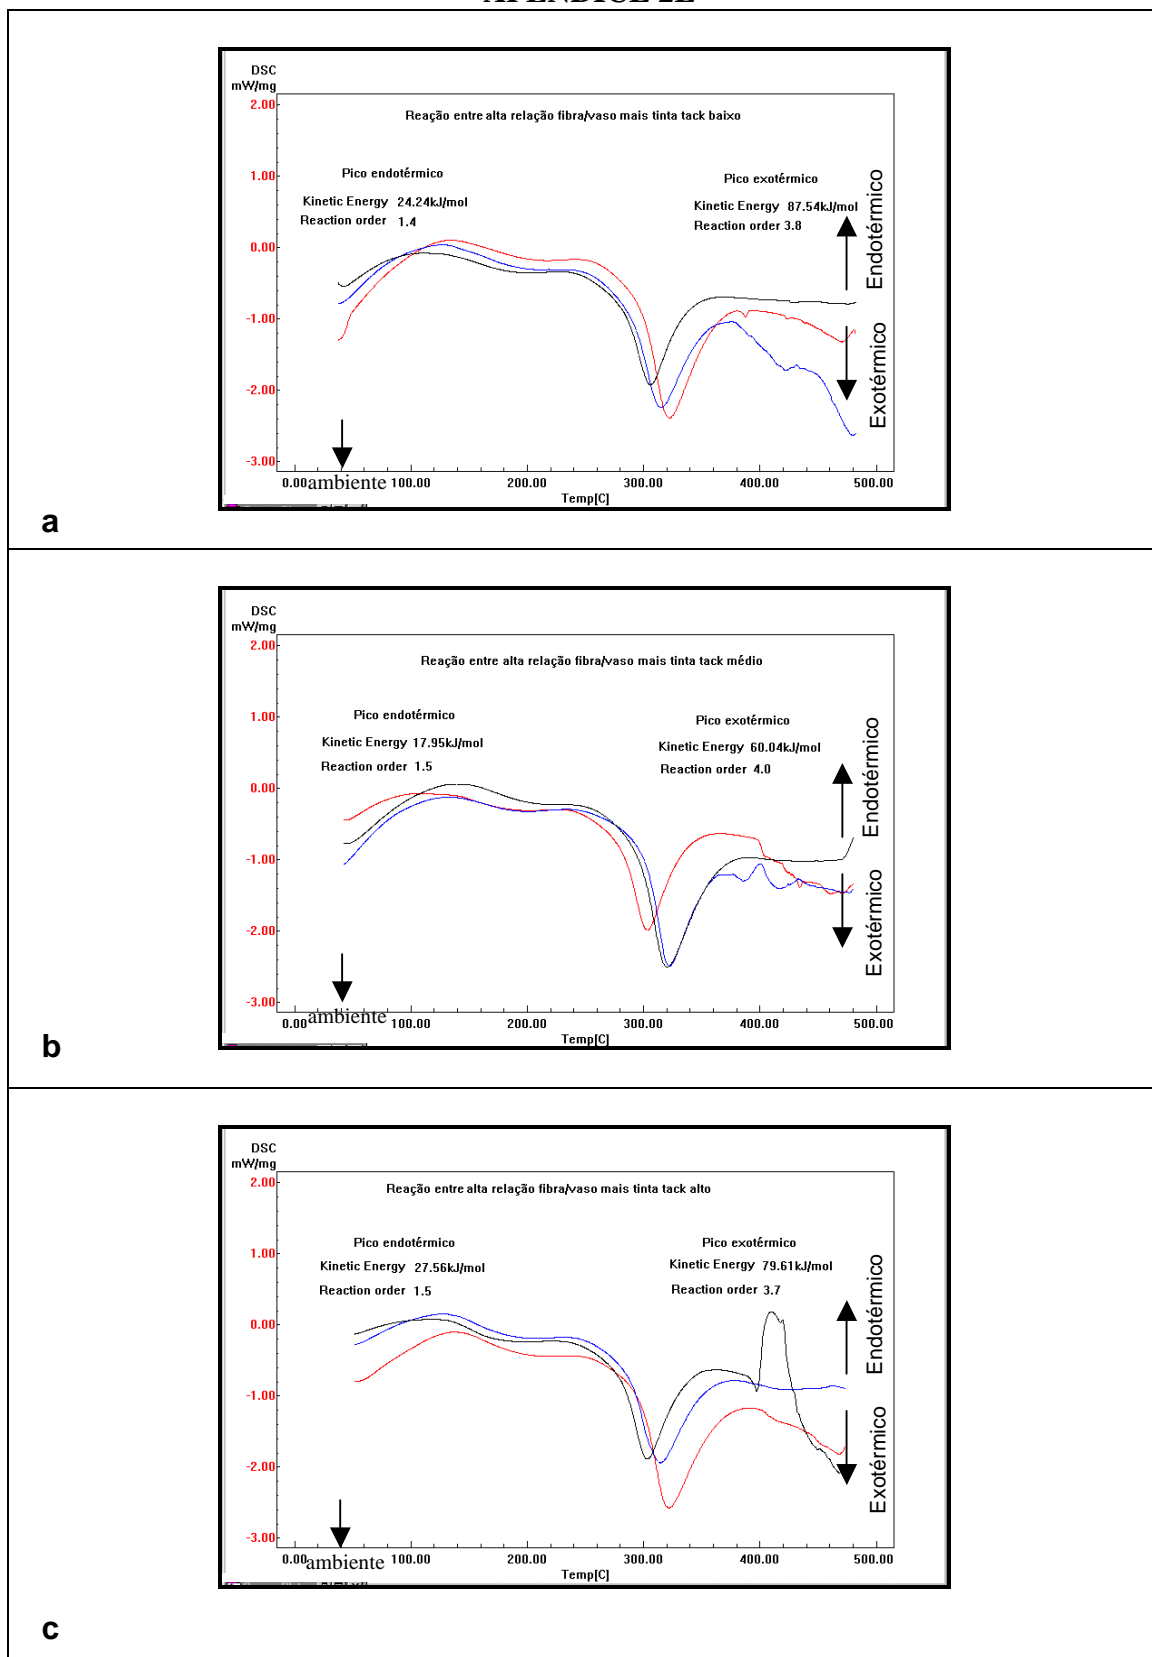 APÊNDICE 2E
DSC
mW/mg
Reação entre alta relação fibra/vaso mais tinta tack baixo
Pico endotérmico
Pico exotérmico
Kinetic Energy 24.24kJ/mol
Kinetic Energy 87.54kJ/mol
Reaction order 1.4
Reaction order 3.8
Endotérmico
Exotérmico
2.00
1.00
0.00
-1.00
-2.00
-3.00
0.00 ambiente 100.00 200.00 300.00 400.00 500.00
Temp[C]
a
DSC
mW/mg
Reação entre alta relação fibra/vaso mais tinta tack médio
Pico endotérmico
Pico exotérmico
Kinetic Energy 17.95kJ/mol
Kinetic Energy 60.04kJ/mol
Reaction order 1.5
Reaction order 4.0
Endotérmico
Exotérmico
2.00
1.00
0.00
-1.00
-2.00
-3.00
0.00 ambiente 100.00 200.00 300.00 400.00 500.00
Temp[C]
b
DSC
mW/mg
Reação entre alta relação fibra/vaso mais tinta tack alto
Pico endotérmico
Pico exotérmico
Kinetic Energy 27.56kJ/mol
Kinetic Energy 79.61kJ/mol
Reaction order 1.5
Reaction order 3.7
Endotérmico
Exotérmico
2.00
1.00
0.00
-1.00
-2.00
-3.00
0.00 ambiente 100.00 200.00 300.00 400.00 500.00
Temp[C]
c